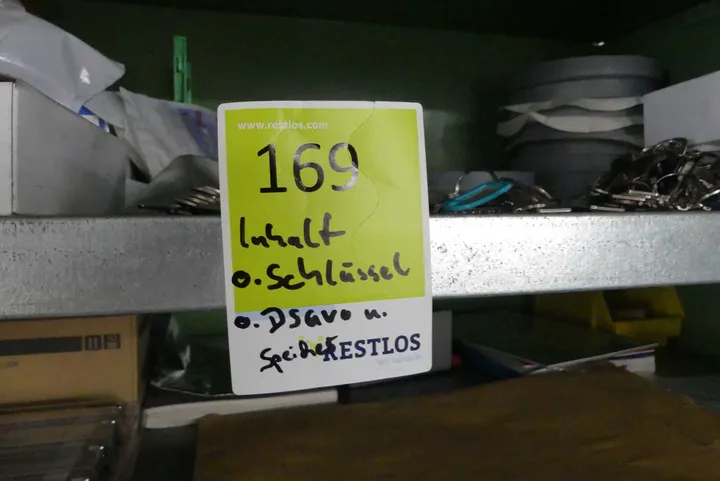 www.restlos.com
169
Inhalt
o. Schlüssel
o. DSavo u.
Speicher
RESTLOS